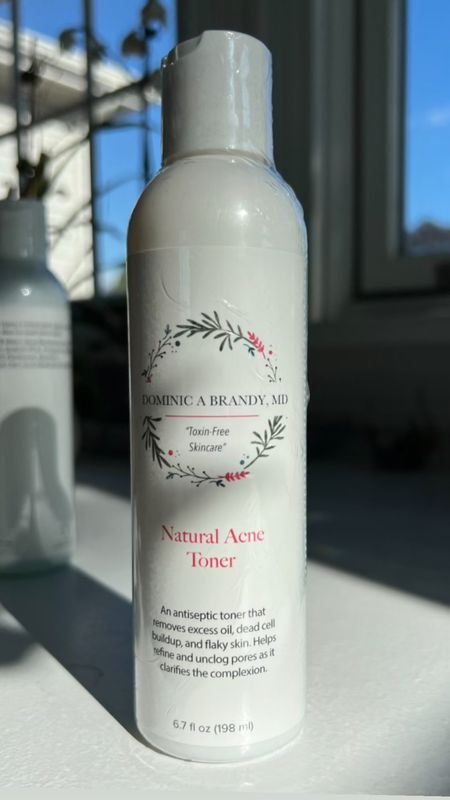 DOMINIC A BRANDY, MD
"Toxin-Free
Skincare"
Natural Acne
Toner
An antiseptic toner that
removes excess oil, dead cell
buildup, and flaky skin. Helps
refine and unclog pores as it
clarifies the complexion.
6.7 fl oz (198 ml)